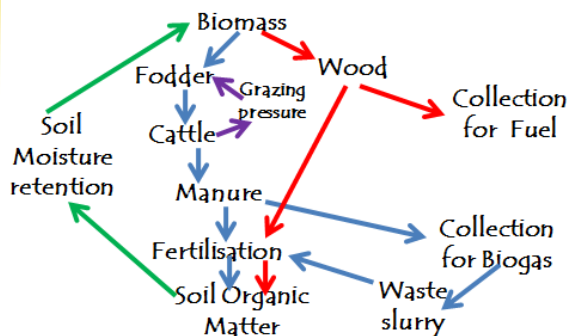 Biomass
Fodder
Wood
Grazing
pressure
Collection
for Fuel
Soil
Moisture
retention
Cattle
Manure
Collection
for Biogas
Fertilisation
Waste
slurry
Soil Organic
Matter